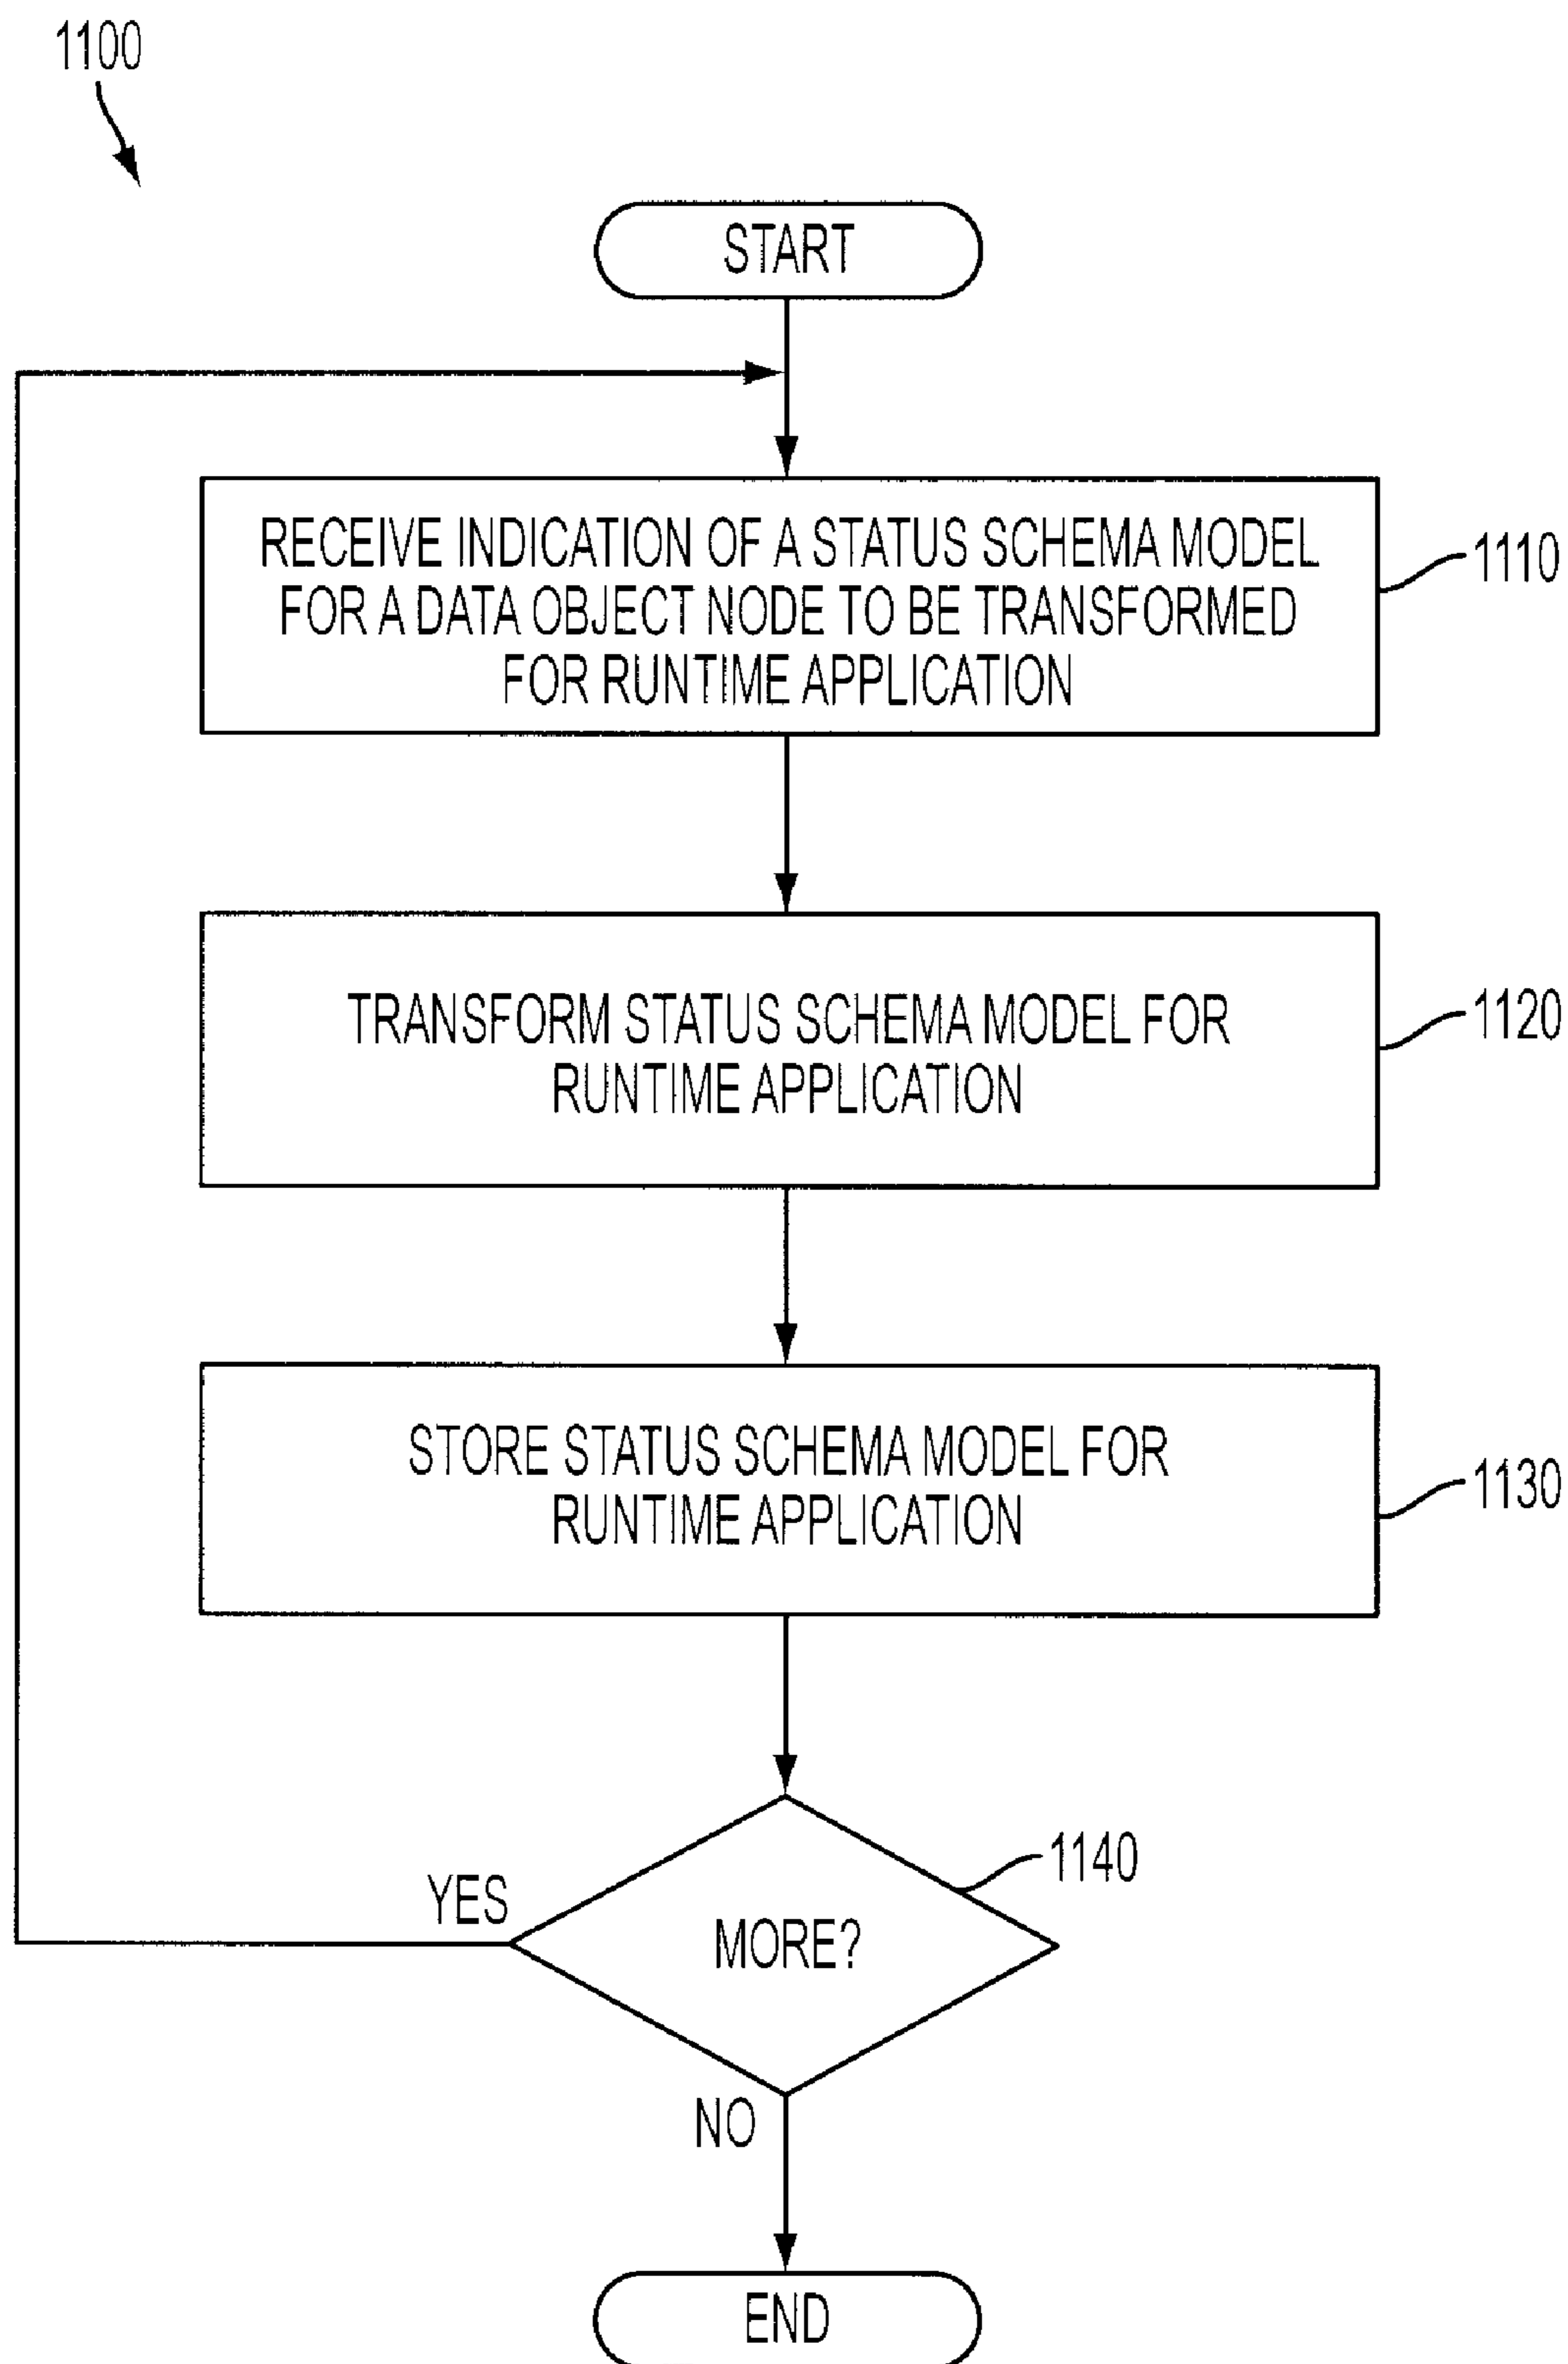 1100
START
RECEIVE INDICATION OF A STATUS SCHEMA MODEL
FOR A DATA OBJECT NODE TO BE TRANSFORMED
FOR RUNTIME APPLICATION
1110
TRANSFORM STATUS SCHEMA MODEL FOR
RUNTIME APPLICATION
1120
STORE STATUS SCHEMA MODEL FOR
RUNTIME APPLICATION
1130
1140
YES
MORE?
NO
END